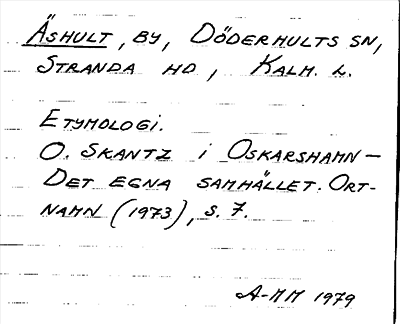 Äshult, by, Döderhults sn,
Stranda hd, Kalm. l.
Etymologi.
O. Skantz i Oskarshamn –
Det egna samhället. Ort-
namn (1973), s. 7.
A-MM 1979